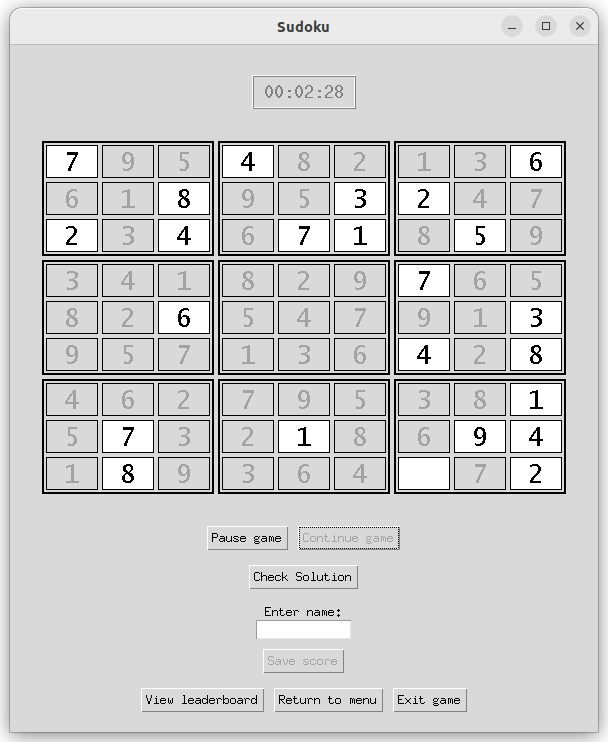 Sudoku
00:02:28
7 9 5 4 8 2 1 3 6
6 1 8 9 5 3 2 4 7
2 3 4 6 7 1 8 5 9
3 4 1 8 2 9 7 6 5
8 2 6 5 4 7 9 1 3
9 5 7 1 3 6 4 2 8
4 6 2 7 9 5 3 8 1
5 7 3 2 1 8 6 9 4
1 8 9 3 6 4 7 2
Pause game Continue game
Check Solution
Enter name:
Save score
View leaderboard Return to menu Exit game